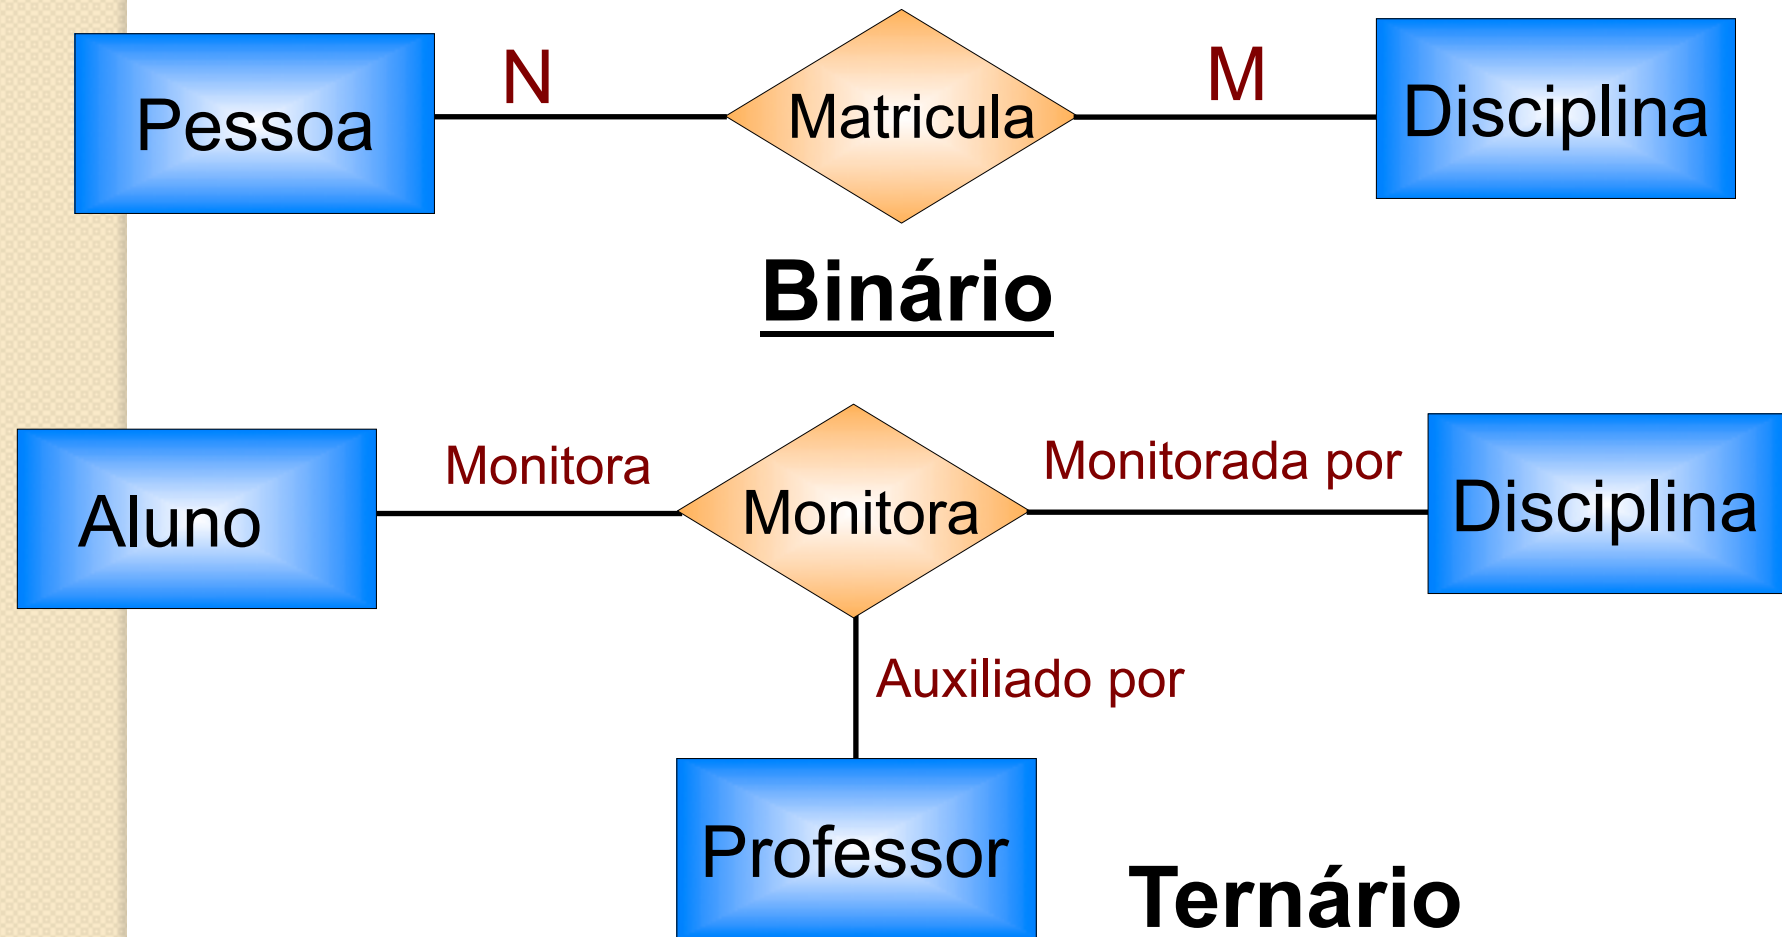 Pessoa
N
Matricula
M
Disciplina
Binário
Aluno
Monitora
Monitora
Monitorada por
Disciplina
Auxiliado por
Professor
Ternário